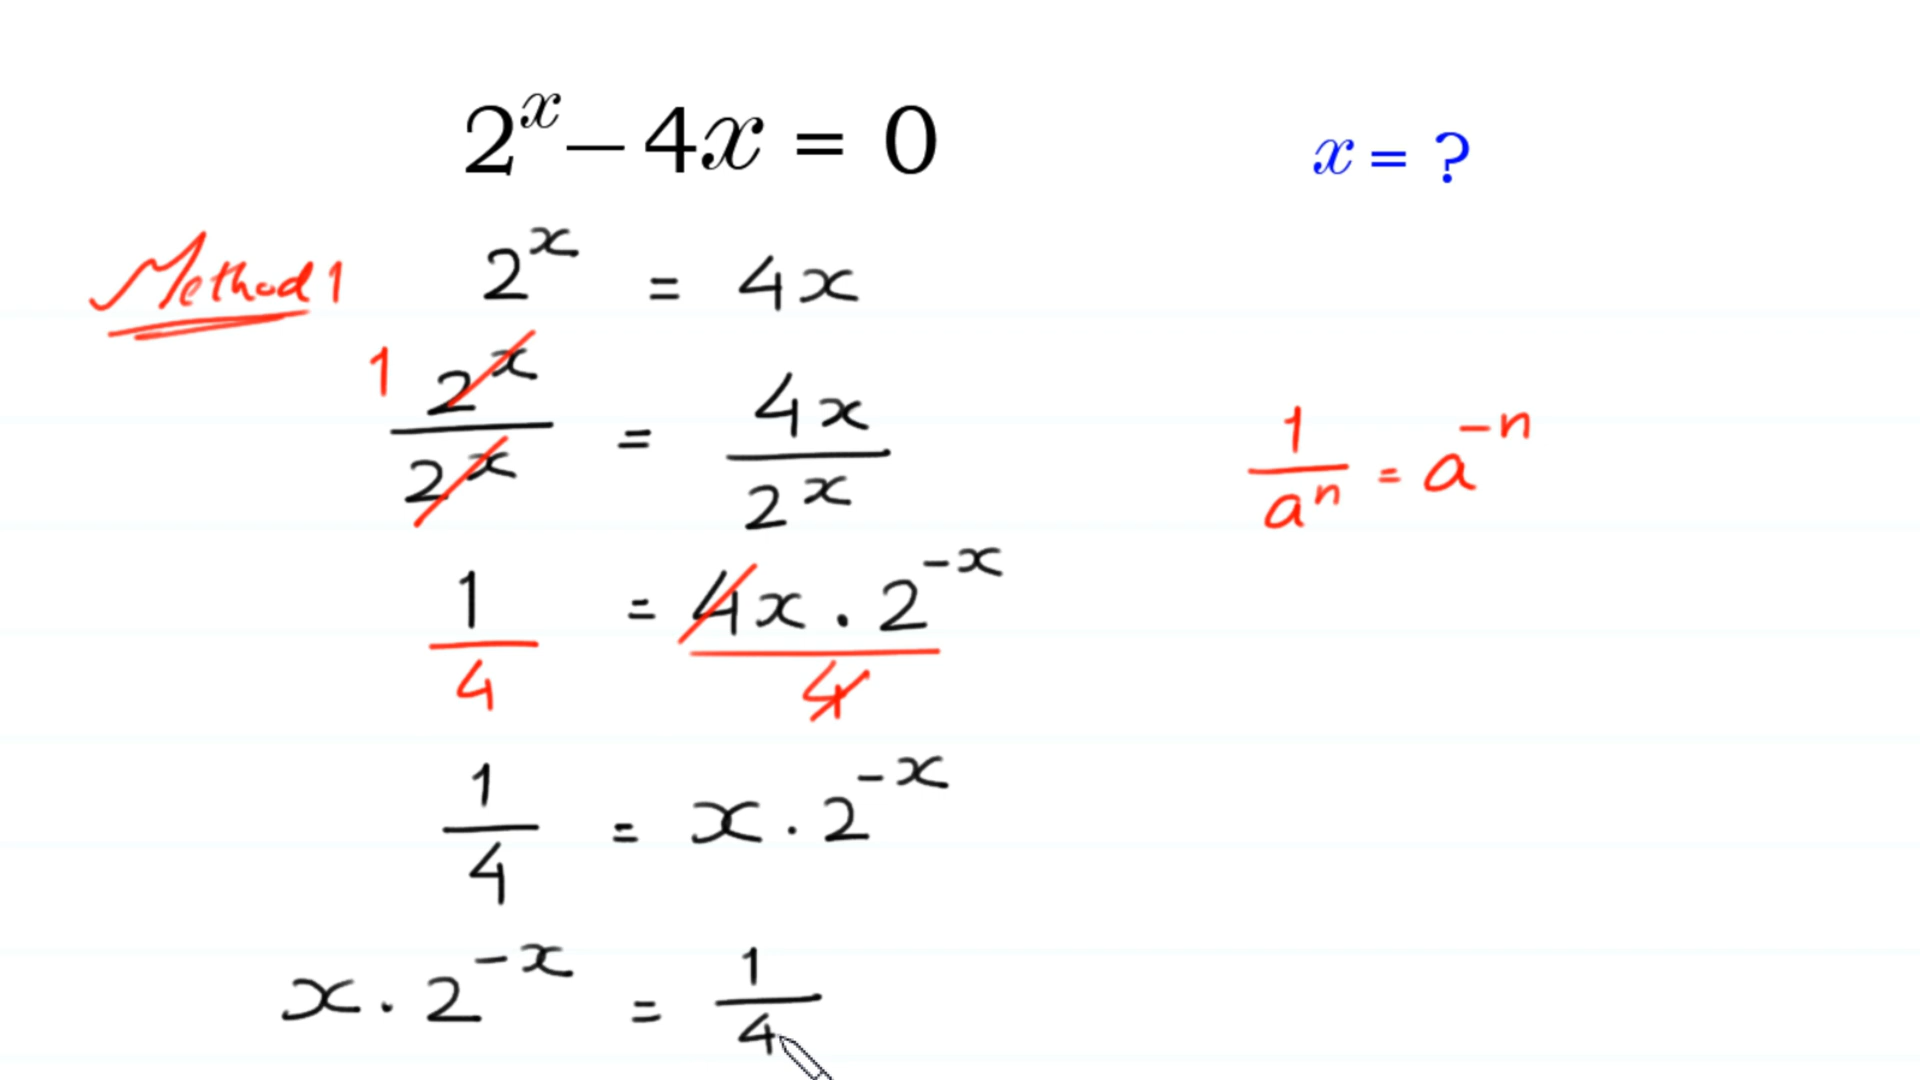 2^x − 4x = 0
x = ?
Method 1
2^x = 4x
1 2^x / 2^x = 4x / 2^x
1 / a^n = a^-n
1 / 4 = 4x · 2^-x / 4
1 / 4 = x · 2^-x
x · 2^-x = 1 / 4